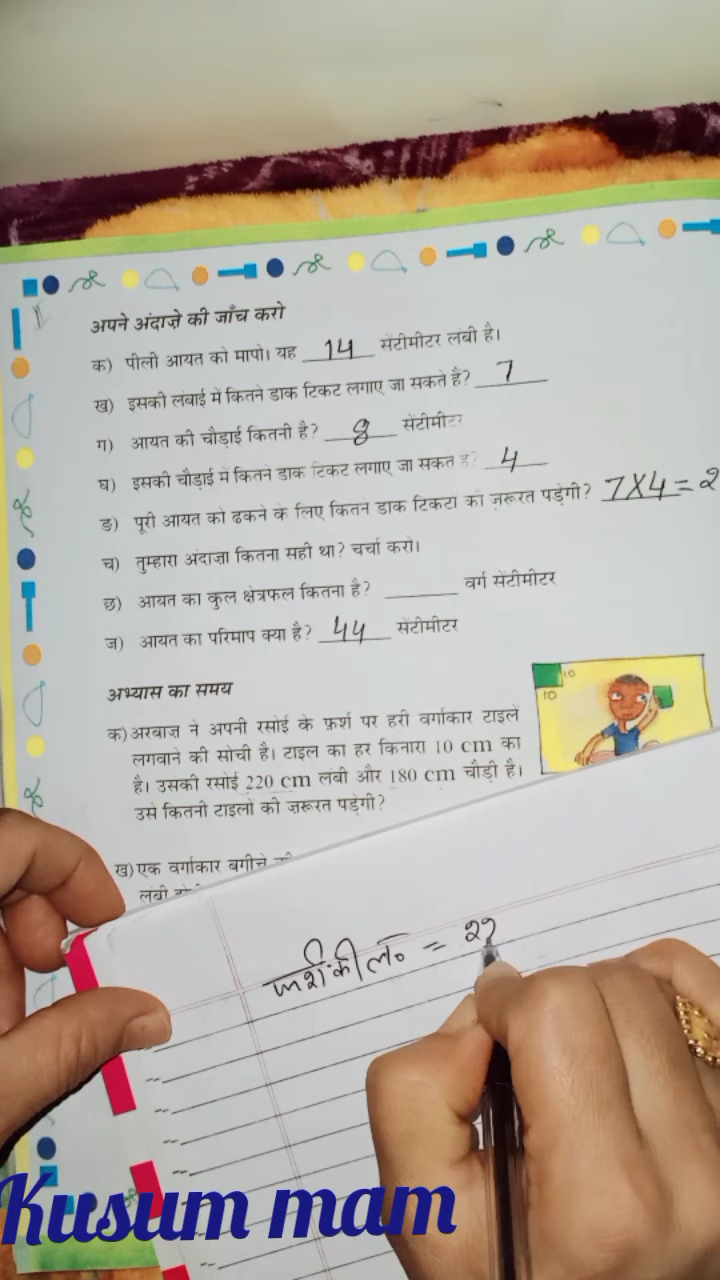 अपने अंदाज़े की जाँच करो
क) पीली आयत को मापो। यह 14 सेंटीमीटर लंबी है।
ख) इसकी लंबाई में कितने डाक टिकट लगाए जा सकते हैं? 7
ग) आयत की चौड़ाई कितनी है? 8 सेंटीमीटर
घ) इसकी चौड़ाई में कितने डाक टिकट लगाए जा सकते हैं? 4
ङ) पूरी आयत को ढकने के लिए कितने डाक टिकटों की ज़रूरत पड़ेगी? 7X4=2
च) तुम्हारा अंदाज़ा कितना सही था? चर्चा करो।
छ) आयत का कुल क्षेत्रफल कितना है? ______ वर्ग सेंटीमीटर
ज) आयत का परिमाप क्या है? 44 सेंटीमीटर
अभ्यास का समय
10
10
क) अरबाज़ ने अपनी रसोई के फ़र्श पर हरी वर्गाकार टाइलें
लगवाने की सोची है। टाइल का हर किनारा 10 cm का
है। उसकी रसोई 220 cm लंबी और 180 cm चौड़ी है।
उसे कितनी टाइलों की ज़रूरत पड़ेगी?
ख) एक वर्गाकार बगीचे की
लंबी
फर्श की लं० = 22
Kusum mam